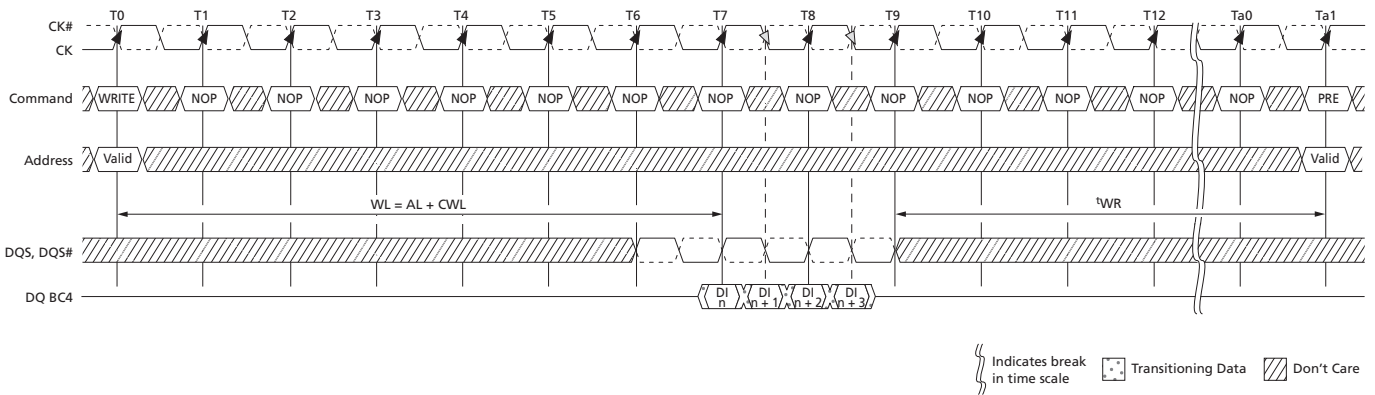 T0 T1 T2 T3 T4 T5 T6 T7 T8 T9 T10 T11 T12 Ta0 Ta1
CK#
CK
Command WRITE NOP NOP NOP NOP NOP NOP NOP NOP NOP NOP NOP NOP NOP PRE
Address Valid Valid
WL = AL + CWL tWR
DQS, DQS#
DQ BC4 DI n DI n + 1 DI n + 2 DI n + 3
Indicates break in time scale Transitioning Data Don't Care